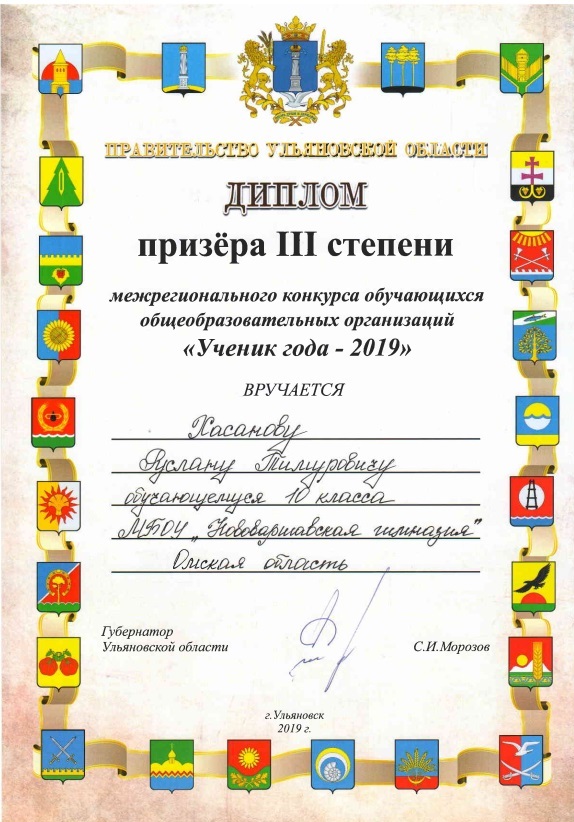 ПРАВИТЕЛЬСТВО УЛЬЯНОВСКОЙ ОБЛАСТИ
ДИПЛОМ
призёра III степени
межрегионального конкурса обучающихся
общеобразовательных организаций
«Ученик года - 2019»
ВРУЧАЕТСЯ
Хасанову
Руслану Тимуровичу
обучающемуся 10 класса
МБОУ „Нововаршавская гимназия"
Омская область
Губернатор
Ульяновской области
С.И.Морозов
г.Ульяновск
2019 г.